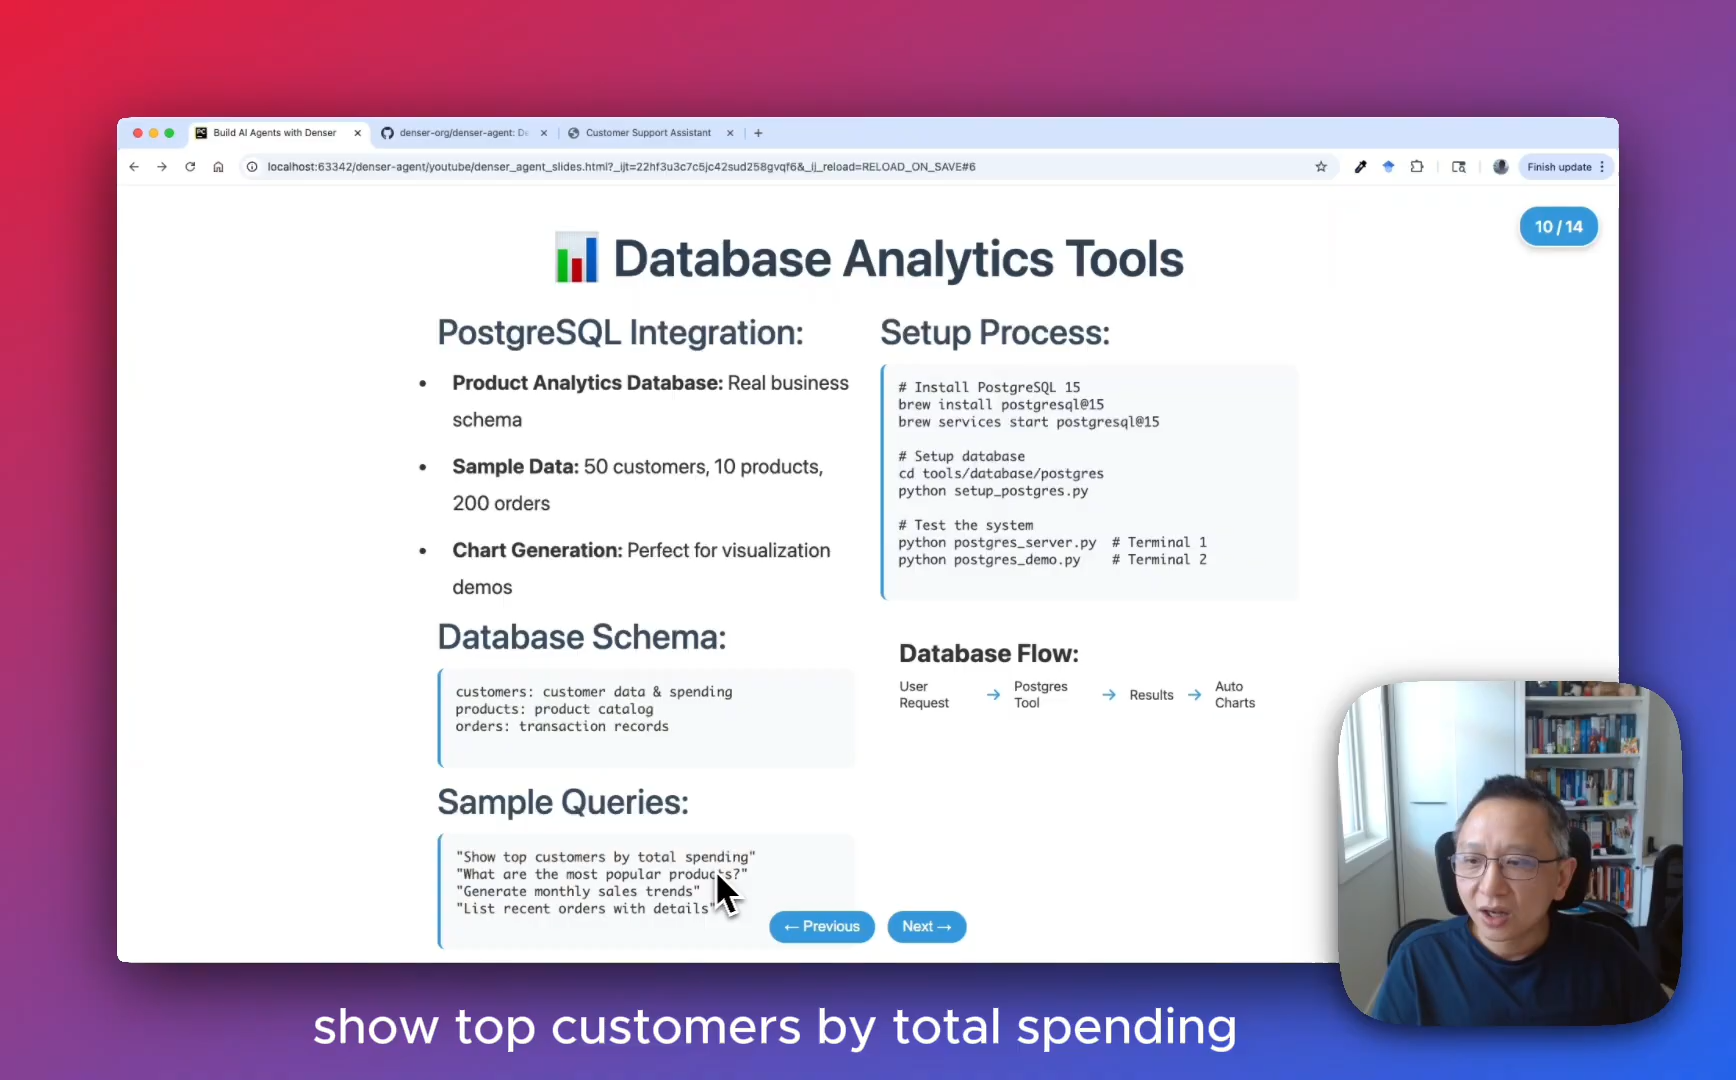 Build AI Agents with Denser
denser-org/denser-agent: De
Customer Support Assistant
localhost:63342/denser-agent/youtube/denser_agent_slides.html?_ijt=22hf3u3c7c5jc42sud258gvqf6&_ij_reload=RELOAD_ON_SAVE#6
Finish update
10 / 14
Database Analytics Tools
PostgreSQL Integration:
• Product Analytics Database: Real business
schema
• Sample Data: 50 customers, 10 products,
200 orders
• Chart Generation: Perfect for visualization
demos
Database Schema:
customers: customer data & spending
products: product catalog
orders: transaction records
Sample Queries:
"Show top customers by total spending"
"What are the most popular products?"
"Generate monthly sales trends"
"List recent orders with details"
Setup Process:
# Install PostgreSQL 15
brew install postgresql@15
brew services start postgresql@15
# Setup database
cd tools/database/postgres
python setup_postgres.py
# Test the system
python postgres_server.py # Terminal 1
python postgres_demo.py # Terminal 2
Database Flow:
User
Request
→ Postgres
Tool
→ Results
→ Auto
Charts
← Previous
Next →
show top customers by total spending